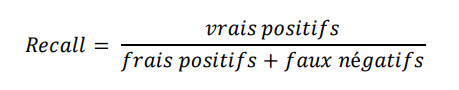 Recall = vrais positifs / frais positifs + faux négatifs